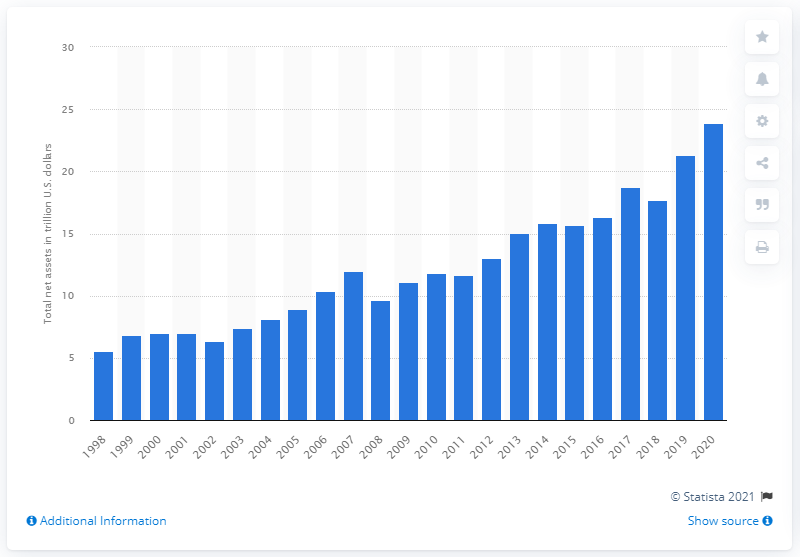 30
25
20
15
10
5
0
Total net assets in trillion U.S. dollars
1998 1999 2000 2001 2002 2003 2004 2005 2006 2007 2008 2009 2010 2011 2012 2013 2014 2015 2016 2017 2018 2019 2020
© Statista 2021
Additional Information
Show source